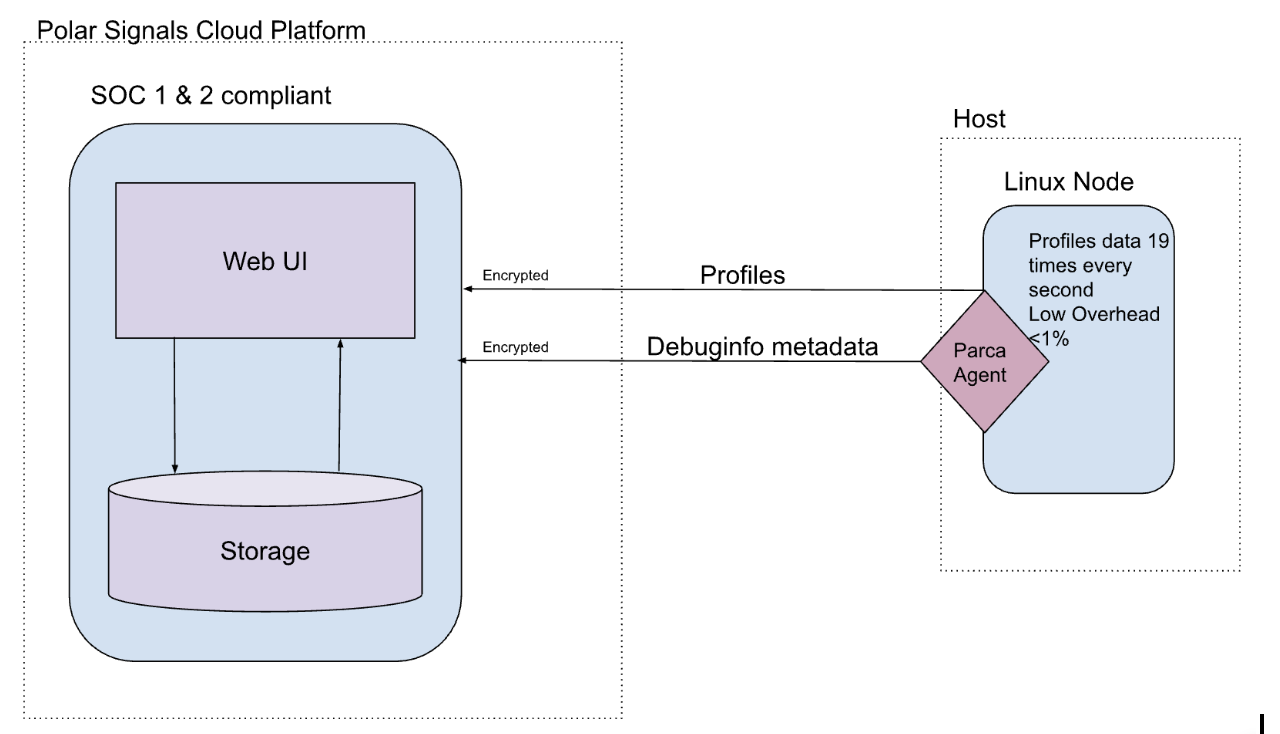 Polar Signals Cloud Platform
SOC 1 & 2 compliant
Web UI
Storage
Encrypted
Profiles
Encrypted
Debuginfo metadata
Host
Linux Node
Profiles data 19
times every
second
Low Overhead
<1%
Parca
Agent